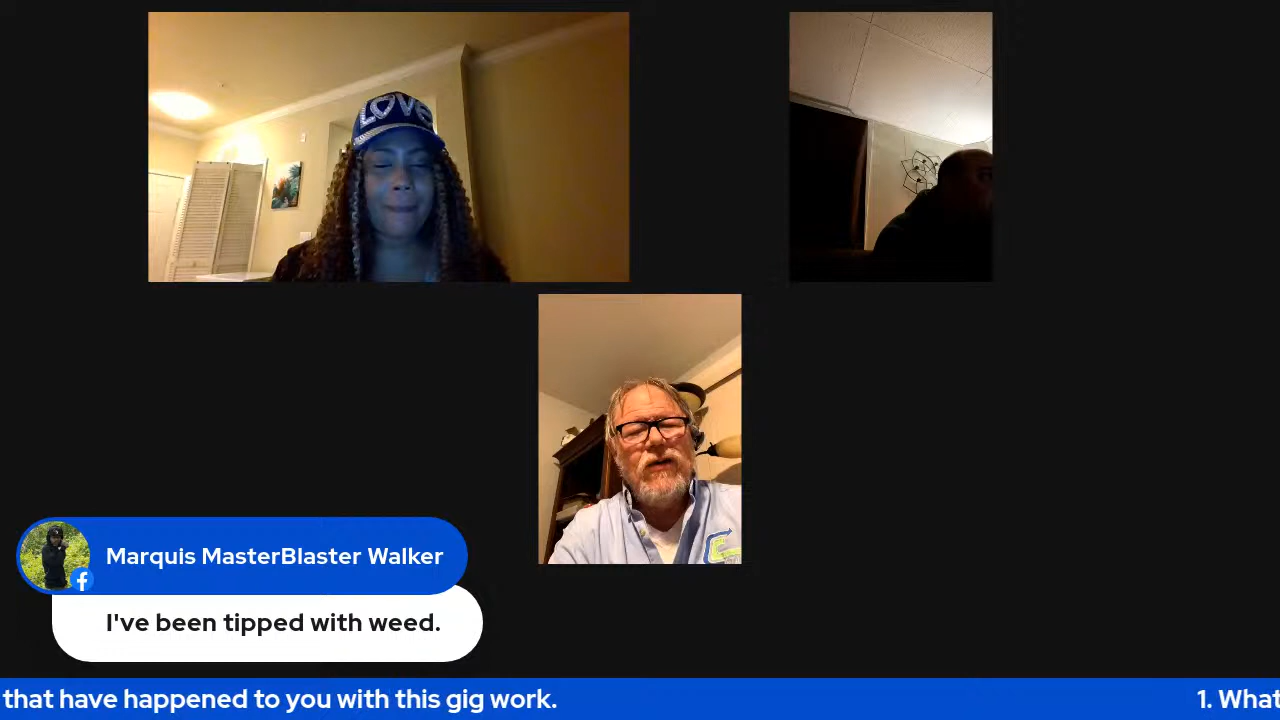 LOVE
Marquis MasterBlaster Walker
I've been tipped with weed.
that have happened to you with this gig work.
1. What